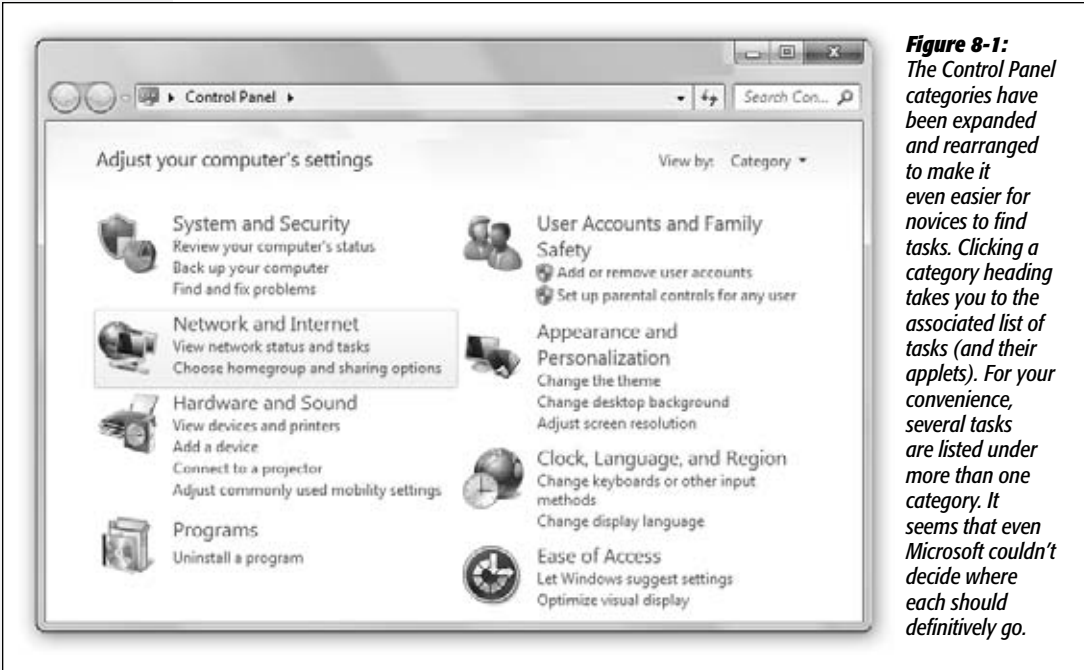 Control Panel
Search Con...
Adjust your computer's settings
View by: Category
System and Security
Review your computer's status
Back up your computer
Find and fix problems
Network and Internet
View network status and tasks
Choose homegroup and sharing options
Hardware and Sound
View devices and printers
Add a device
Connect to a projector
Adjust commonly used mobility settings
Programs
Uninstall a program
User Accounts and Family
Safety
Add or remove user accounts
Set up parental controls for any user
Appearance and
Personalization
Change the theme
Change desktop background
Adjust screen resolution
Clock, Language, and Region
Change keyboards or other input
methods
Change display language
Ease of Access
Let Windows suggest settings
Optimize visual display
Figure 8-1:
The Control Panel
categories have
been expanded
and rearranged
to make it
even easier for
novices to find
tasks. Clicking a
category heading
takes you to the
associated list of
tasks (and their
applets). For your
convenience,
several tasks
are listed under
more than one
category. It
seems that even
Microsoft couldn't
decide where
each should
definitively go.